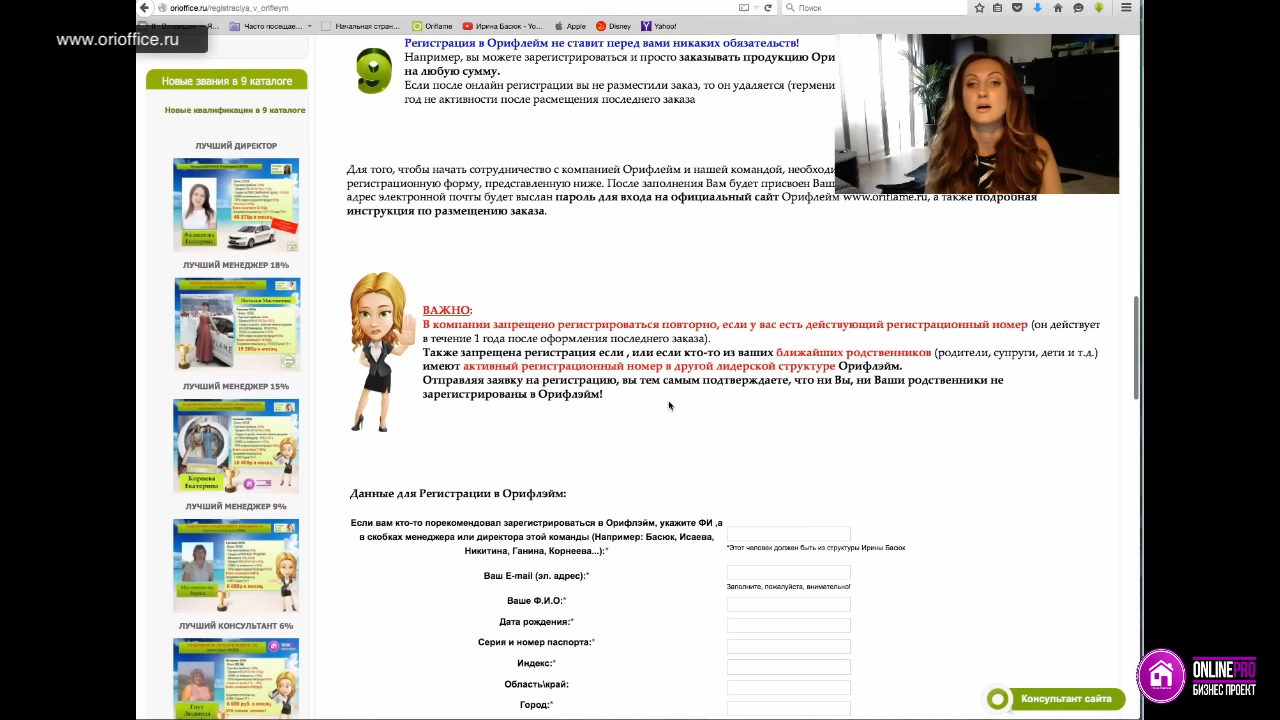 orioffice.ru/registraciya_v_orifleym
Поиск
Часто посещае...
Начальная стран...
Oriflame
Ирина Басюк - Yo...
Apple
Disney
Yahoo!
www.orioffice.ru
Новые звания в 9 каталоге
Новые квалификации в 9 каталоге
ЛУЧШИЙ ДИРЕКТОР
ЛУЧШИЙ МЕНЕДЖЕР 18%
ЛУЧШИЙ МЕНЕДЖЕР 15%
Корнева
Екатерина
ЛУЧШИЙ МЕНЕДЖЕР 9%
ЛУЧШИЙ КОНСУЛЬТАНТ 6%
Регистрация в Орифлейм не ставит перед вами никаких обязательств!
Например, вы можете зарегистрироваться и просто заказывать продукцию Ори
на любую сумму.
Если после онлайн регистрации вы не разместили заказ, то он удаляется (термени
год не активности после расмещения последнего заказа
Для того, чтобы начать сотрудничество с компанией Орифлейм и нашей командой, необходи
регистрационную форму, представленную ниже. После заполнения Вам будет присвоен Ваш
адрес электронной почты будет выслан пароль для входа на официальный сайт Орифлейм www.oriflame.ru, а также подробная
инструкция по размещению заказа.
ВАЖНО:
В компании запрещено регистрироваться повторно, если у вас есть действующий регистрационный номер (он действует
в течение 1 года после оформления последнего заказа).
Также запрещена регистрация если , или если кто-то из ваших ближайших родственников (родители, супруги, дети и т.д.)
имеют активный регистрационный номер в другой лидерской структуре Орифлэйм.
Отправляя заявку на регистрацию, вы тем самым подтверждаете, что ни Вы, ни Ваши родственники не
зарегистрированы в Орифлэйм!
Данные для Регистрации в Орифлэйм:
Если вам кто-то порекомендовал зарегистрироваться в Орифлэйм, укажите ФИ ,а
в скобках менеджера или директора этой команды (Например: Басюк, Исаева,
Никитина, Ганина, Корнеева...):*
*Этот человек должен быть из структуры Ирины Басюк
Ваш E-mail (эл. адрес):*
Заполните, пожалуйста, внимательно!
Ваше Ф.И.О:*
Дата рождения:*
Серия и номер паспорта:*
Индекс:*
Область\край:
Город:*
Консультант сайта
ONLINEPRO
БИЗНЕС ПРОЕКТ